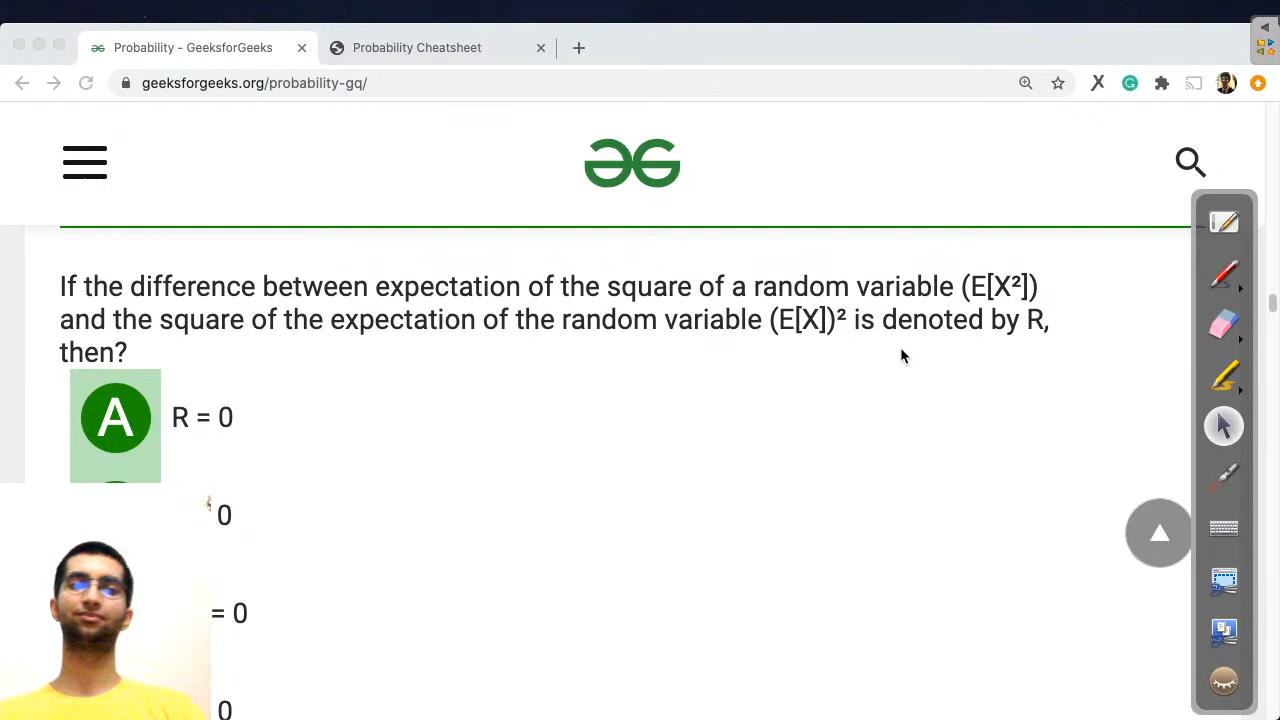 Probability - GeeksforGeeks
Probability Cheatsheet
geeksforgeeks.org/probability-gq/
If the difference between expectation of the square of a random variable (E[X²])
and the square of the expectation of the random variable (E[X])² is denoted by R,
then?
A R = 0
0
= 0
0